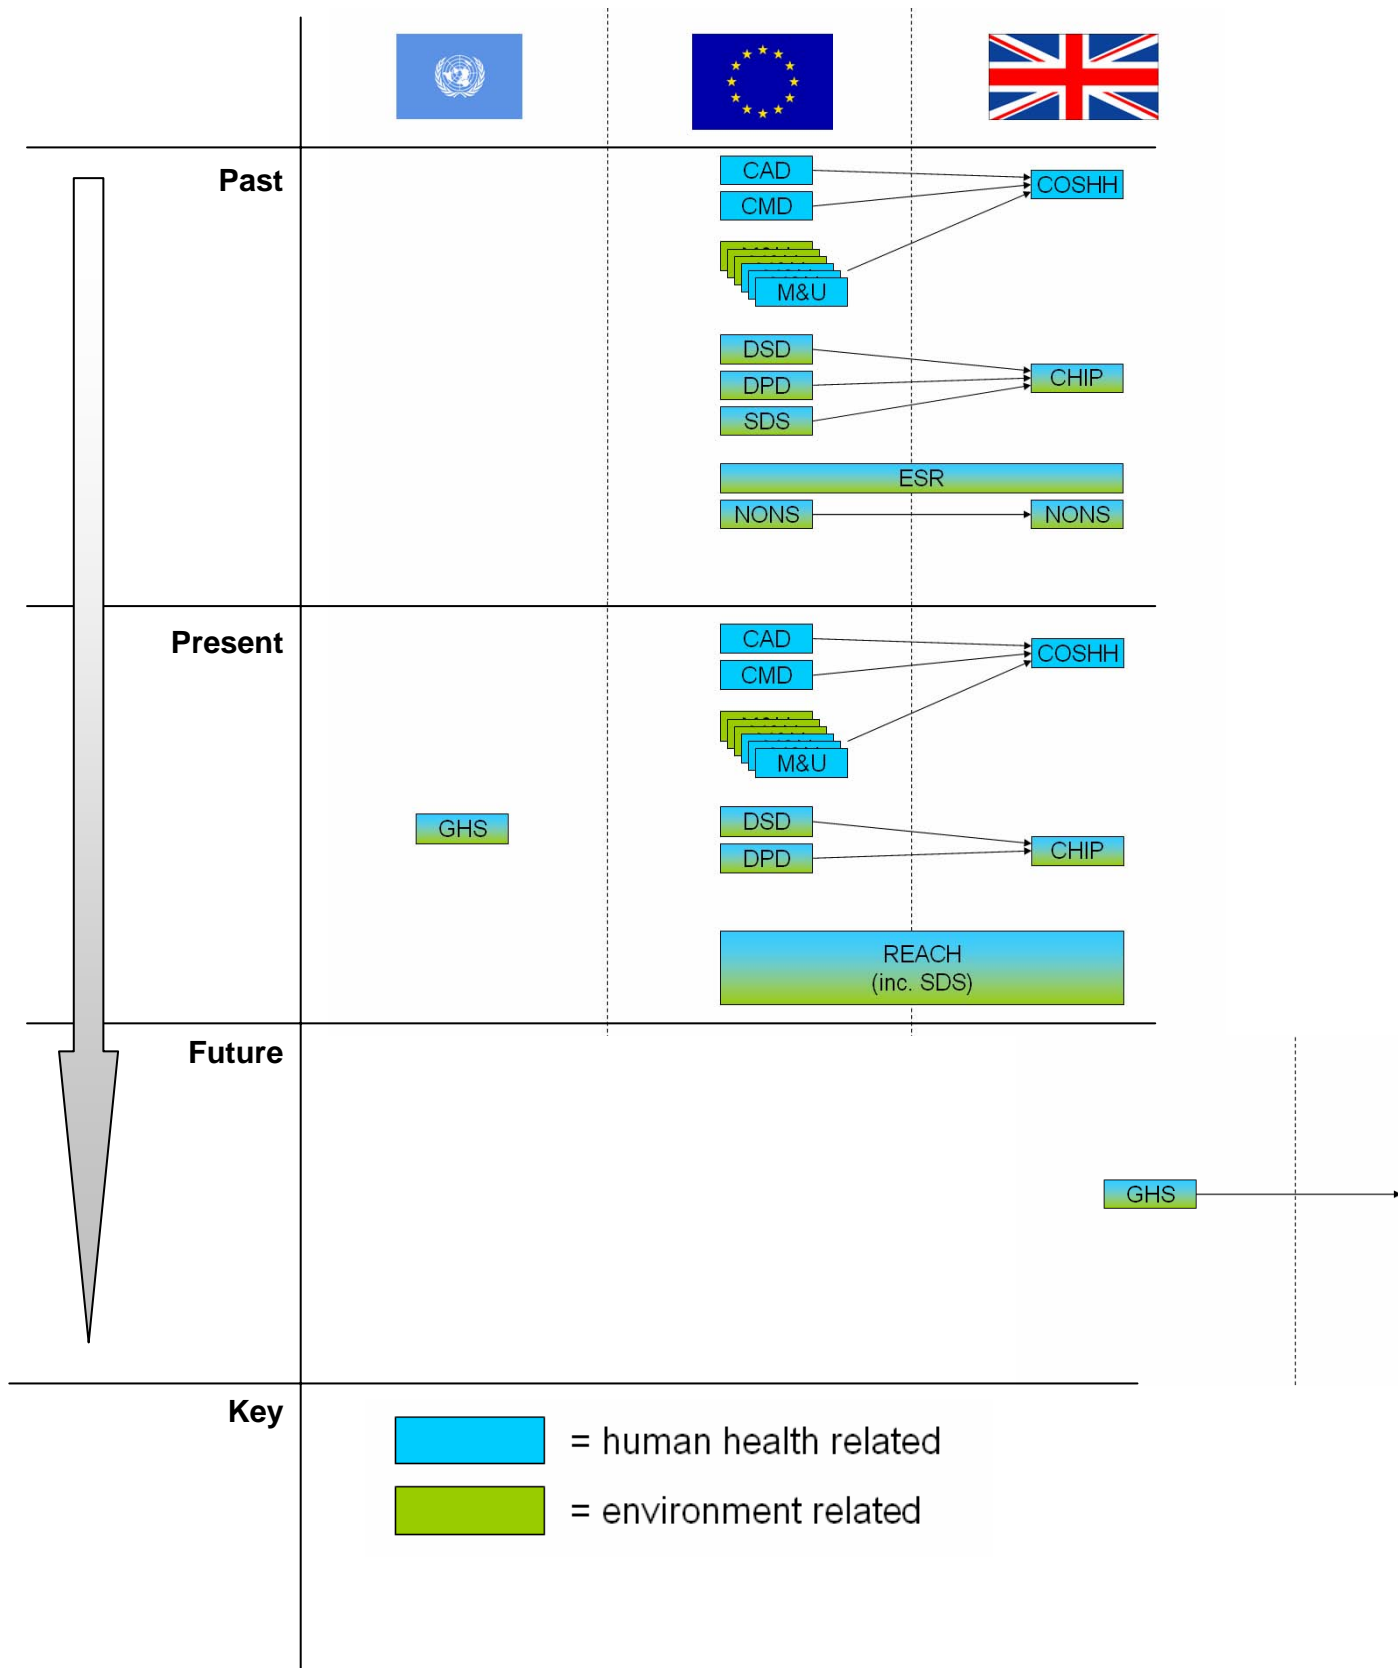 Past
CAD
COSHH
CMD
M&U
DSD
CHIP
DPD
SDS
ESR
NONS
NONS
Present
CAD
COSHH
CMD
M&U
GHS
DSD
CHIP
DPD
REACH
(inc. SDS)
Future
GHS
Key
= human health related
= environment related